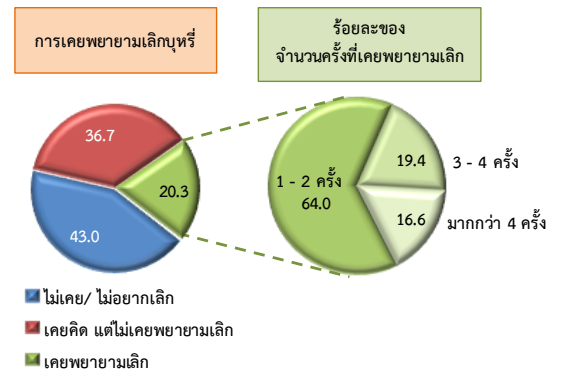 การเคยพยายามเลิกบุหรี่
ร้อยละของ
จำนวนครั้งที่เคยพยายามเลิก
36.7
20.3
43.0
1 - 2 ครั้ง
64.0
19.4
3 - 4 ครั้ง
16.6
มากกว่า 4 ครั้ง
ไม่เคย/ ไม่อยากเลิก
เคยคิด แต่ไม่เคยพยายามเลิก
เคยพยายามเลิก